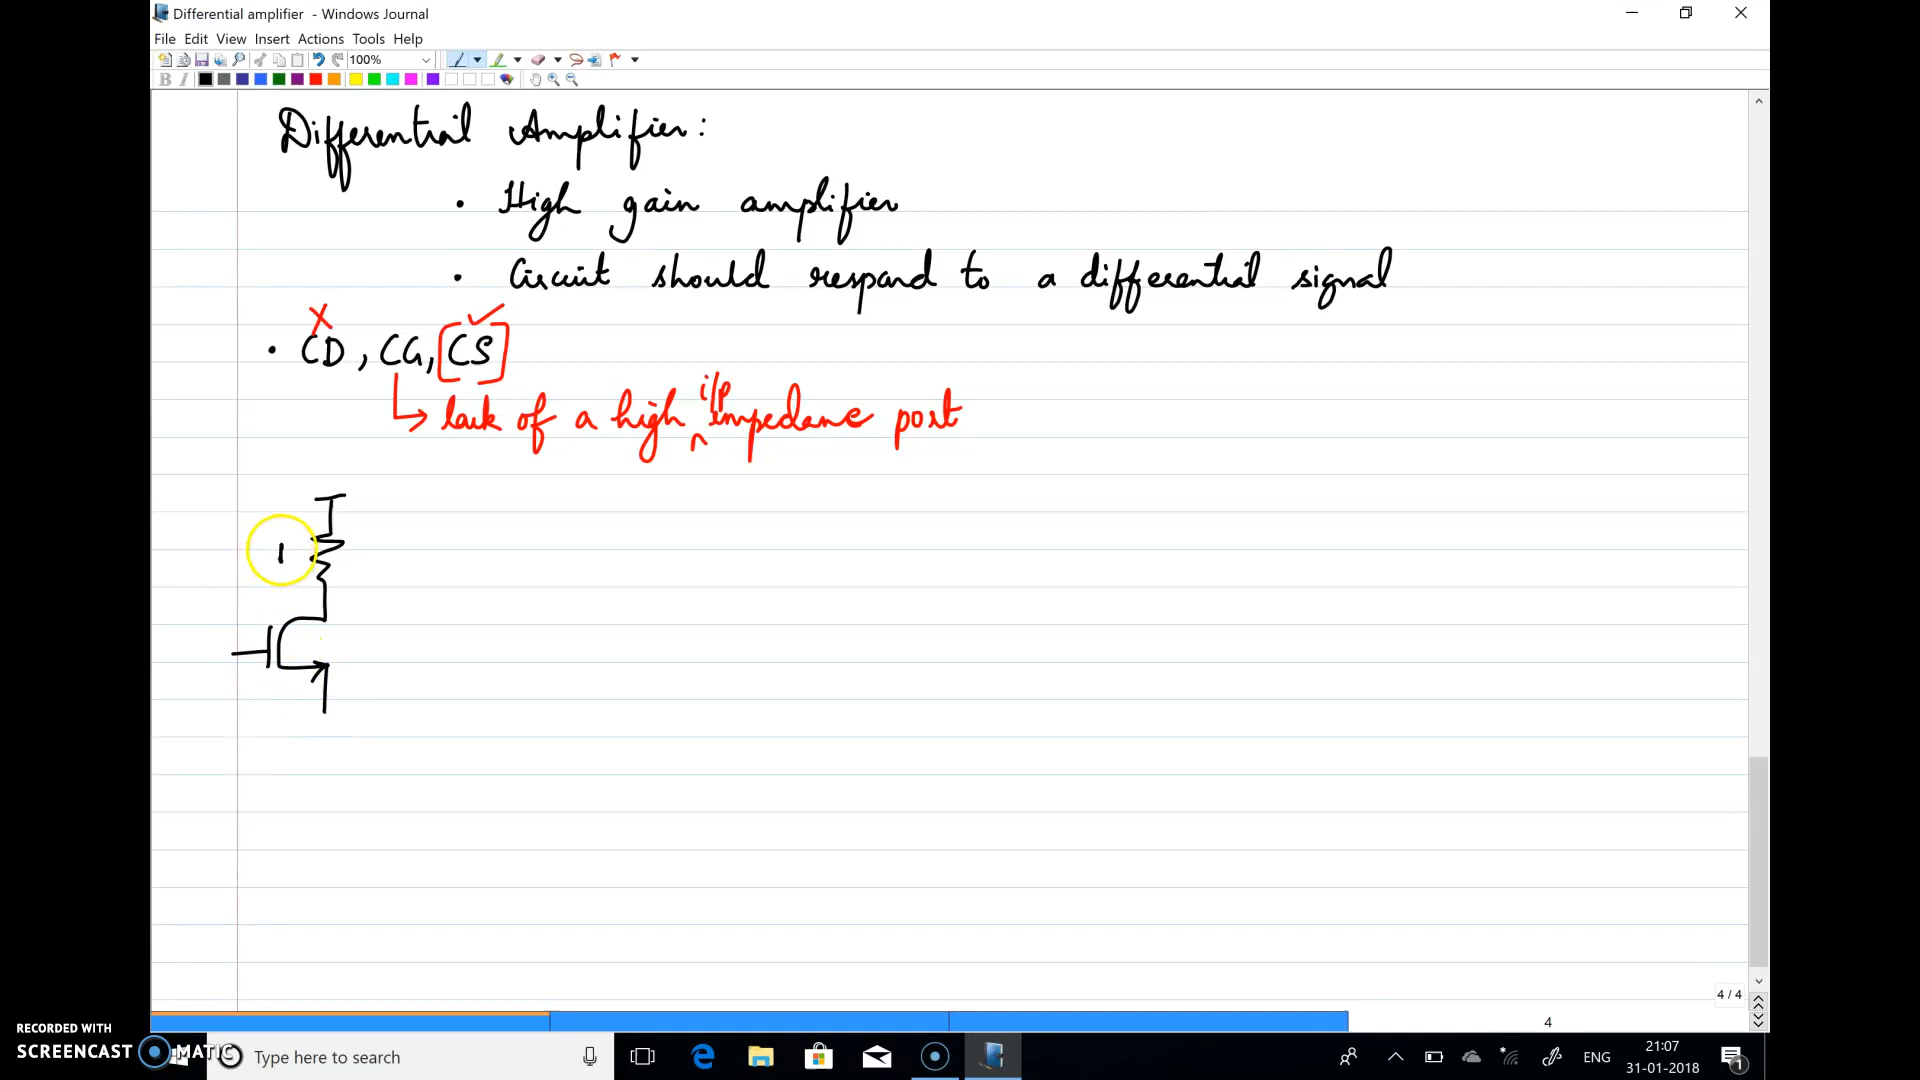 Differential amplifier - Windows Journal
File Edit View Insert Actions Tools Help
100%
B I
Differential Amplifier:
• High gain amplifier
• Circuit should respond to a differential signal
X ✓
• CD, CG, [CS]
i/p
↳ lack of a high impedance port
4 / 4
4
RECORDED WITH
SCREENCAST MATIC
Type here to search
ENG
21:07
31-01-2018
1